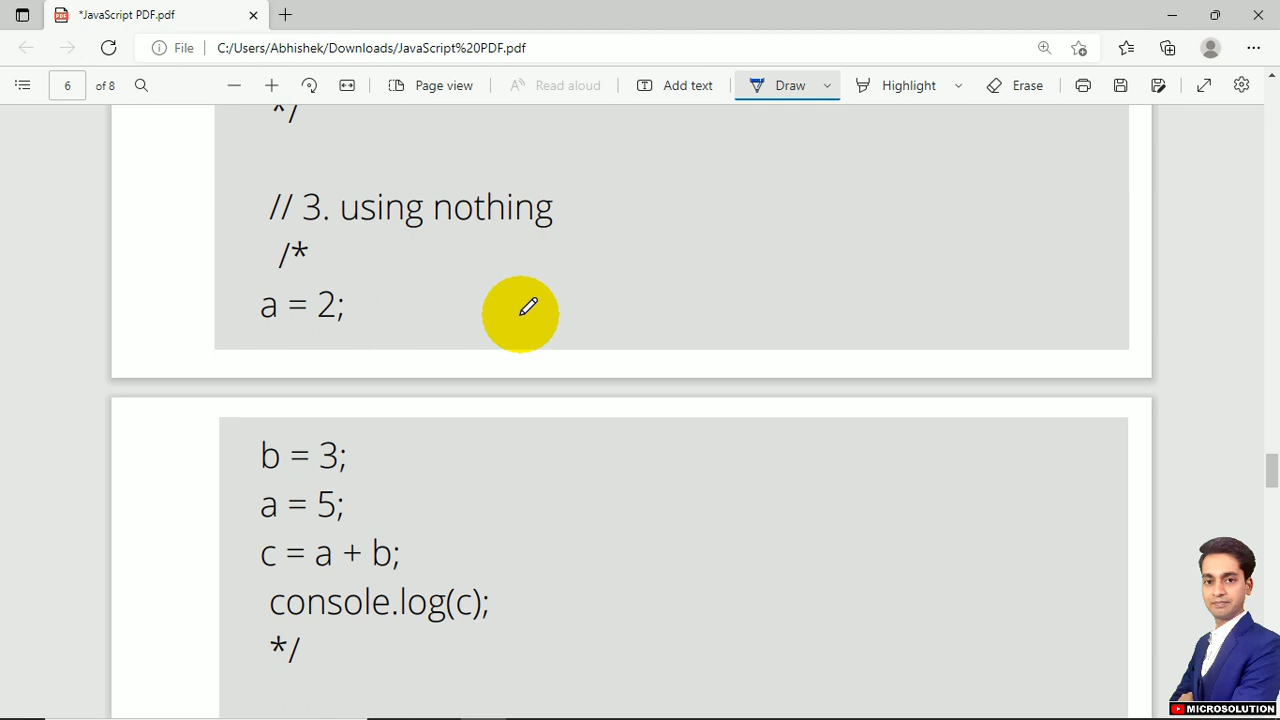 *JavaScript PDF.pdf
File
C:/Users/Abhishek/Downloads/JavaScript%20PDF.pdf
6 of 8
Page view
Read aloud
Add text
Draw
Highlight
Erase
*/
// 3. using nothing
/*
a = 2;
b = 3;
a = 5;
c = a + b;
console.log(c);
*/
MICROSOLUTION